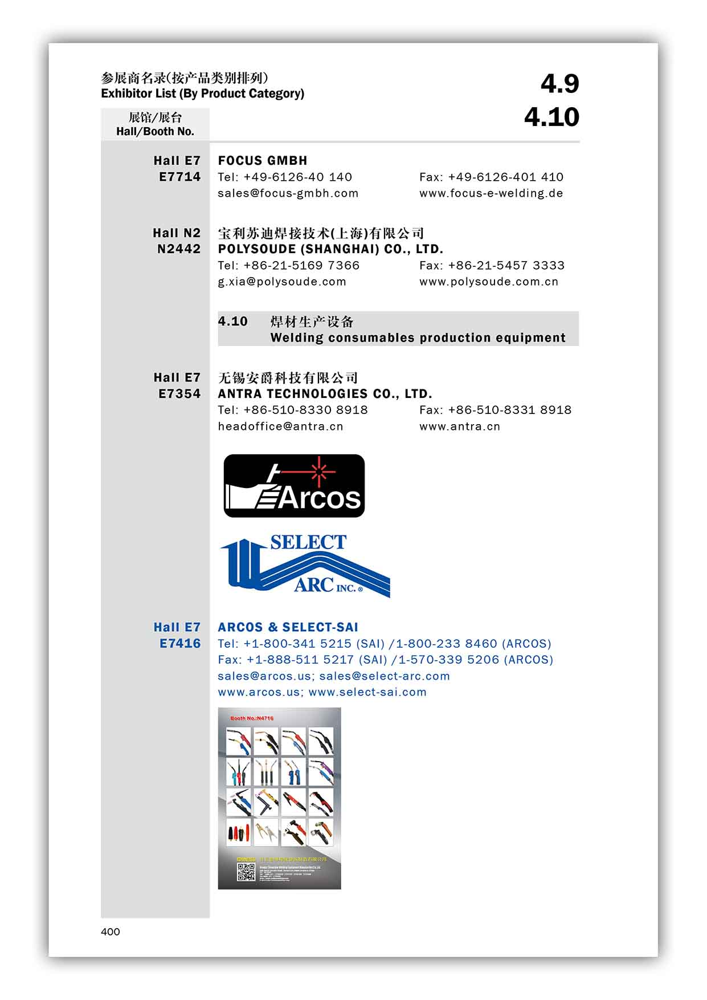 参展商名录(按产品类别排列)
Exhibitor List (By Product Category)
4.9
4.10
展馆/展台
Hall/Booth No.
Hall E7
E7714
FOCUS GMBH
Tel: +49-6126-40 140 Fax: +49-6126-401 410
sales@focus-gmbh.com www.focus-e-welding.de
Hall N2
N2442
宝利苏迪焊接技术(上海)有限公司
POLYSOUDE (SHANGHAI) CO., LTD.
Tel: +86-21-5169 7366 Fax: +86-21-5457 3333
g.xia@polysoude.com www.polysoude.com.cn
4.10 焊材生产设备
Welding consumables production equipment
Hall E7
E7354
无锡安爵科技有限公司
ANTRA TECHNOLOGIES CO., LTD.
Tel: +86-510-8330 8918 Fax: +86-510-8331 8918
headoffice@antra.cn www.antra.cn
Arcos
SELECT
ARC INC.®
Hall E7
E7416
ARCOS & SELECT-SAI
Tel: +1-800-341 5215 (SAI) /1-800-233 8460 (ARCOS)
Fax: +1-888-511 5217 (SAI) /1-570-339 5206 (ARCOS)
sales@arcos.us; sales@select-arc.com
www.arcos.us; www.select-sai.com
Booth No.:N4716
400